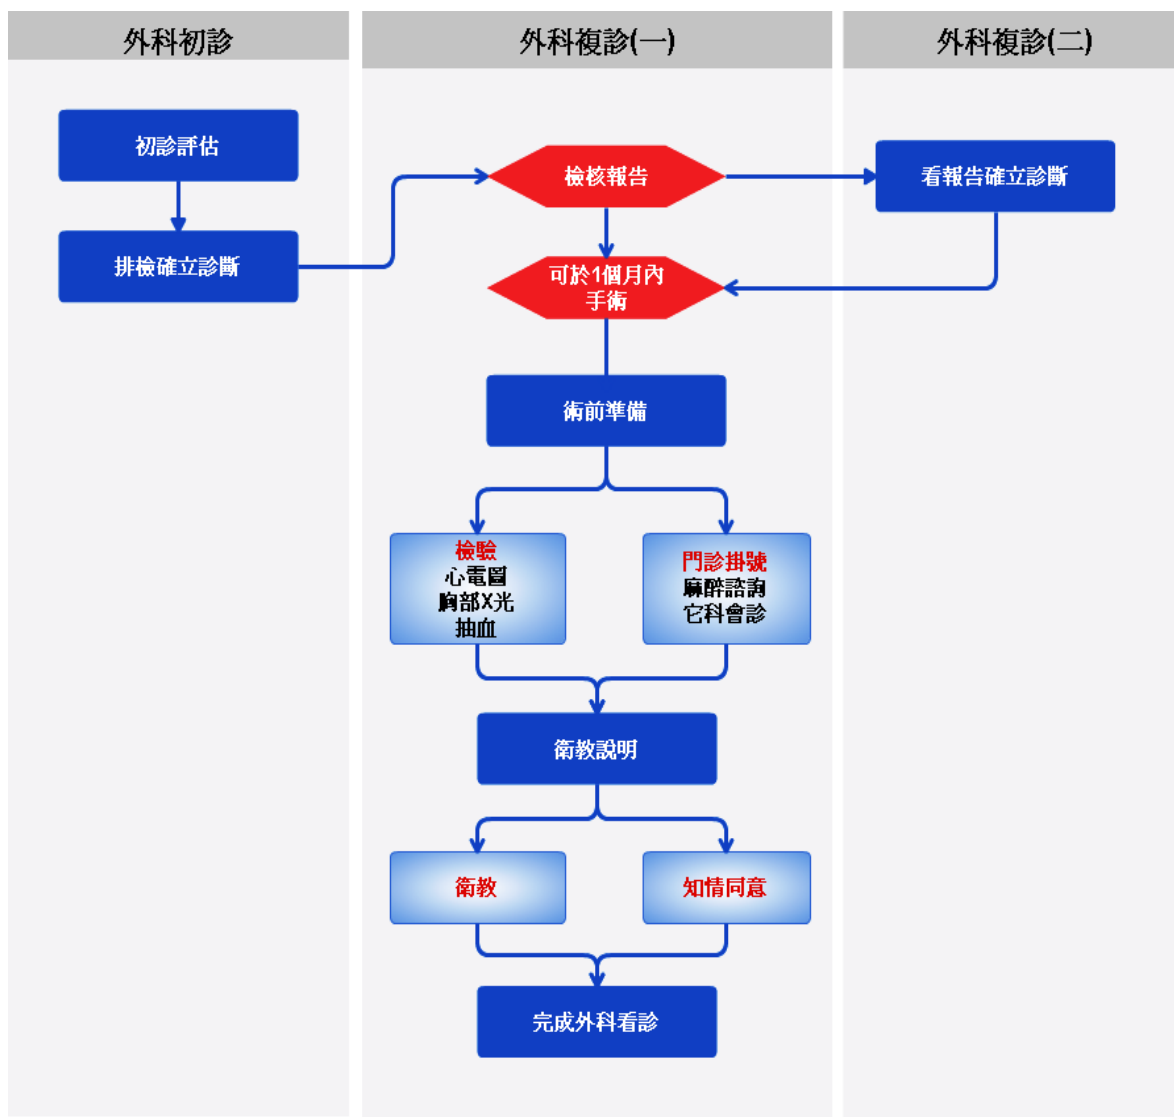 外科初診
外科複診(一)
外科複診(二)
初診評估
排檢確立診斷
檢核報告
看報告確立診斷
可於1個月內
手術
術前準備
檢驗
心電圖
胸部X光
抽血
門診掛號
麻醉諮詢
它科會診
衛教說明
衛教
知情同意
完成外科看診